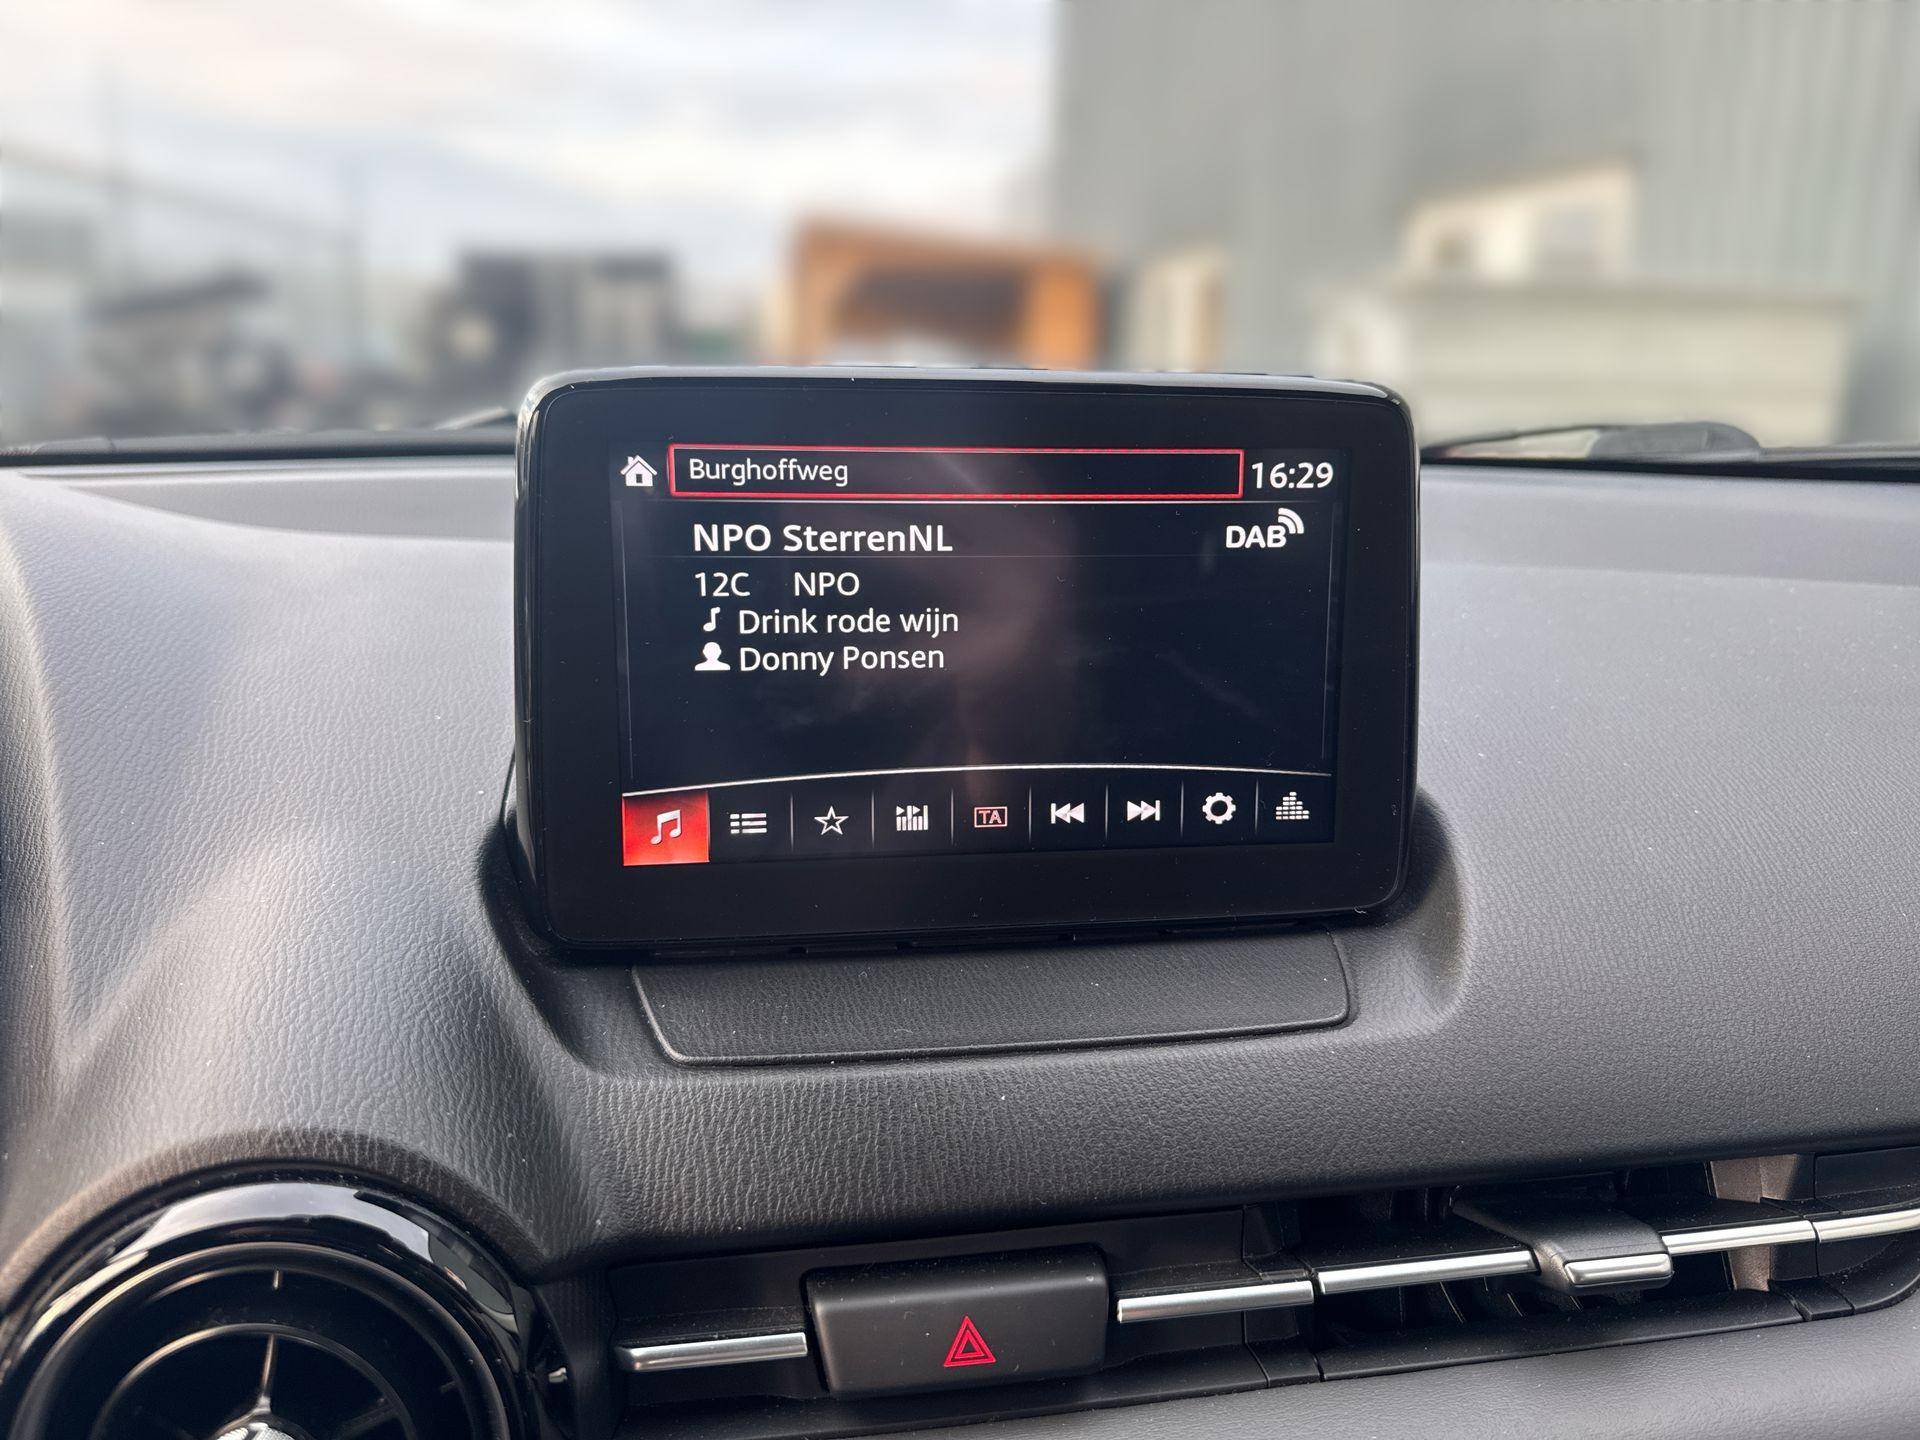 Burghoffweg 16:29
NPO SterrenNL DAB
12C NPO
Drink rode wijn
Donny Ponsen
TA